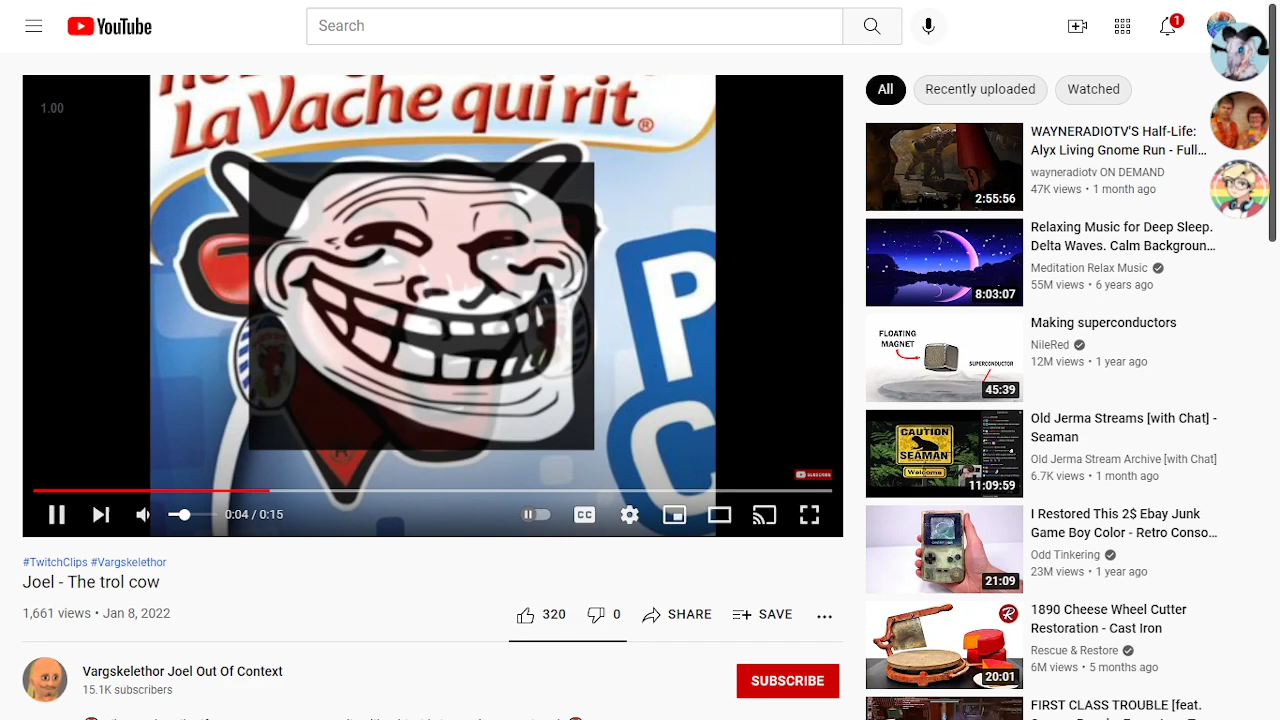 YouTube
Search
1
1.00
La Vache qui rit.®
P
C
SUBSCRIBE
0:04 / 0:15
CC
#TwitchClips #Vargskelethor
Joel - The trol cow
1,661 views • Jan 8, 2022
320
0
SHARE
SAVE
Vargskelethor Joel Out Of Context
15.1K subscribers
SUBSCRIBE
All
Recently uploaded
Watched
WAYNERADIOTV'S Half-Life:
Alyx Living Gnome Run - Full...
wayneradiotv ON DEMAND
47K views • 1 month ago
2:55:56
Relaxing Music for Deep Sleep.
Delta Waves. Calm Backgroun...
Meditation Relax Music
55M views • 6 years ago
8:03:07
Making superconductors
NileRed
12M views • 1 year ago
FLOATING
MAGNET
SUPERCONDUCTOR
45:39
Old Jerma Streams [with Chat] -
Seaman
Old Jerma Stream Archive [with Chat]
6.7K views • 1 month ago
CAUTION
SEAMAN
Welcome
11:09:59
I Restored This 2$ Ebay Junk
Game Boy Color - Retro Conso...
Odd Tinkering
23M views • 1 year ago
21:09
1890 Cheese Wheel Cutter
Restoration - Cast Iron
Rescue & Restore
6M views • 5 months ago
R
20:01
FIRST CLASS TROUBLE [feat.